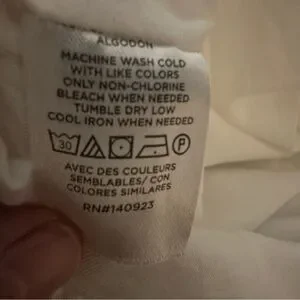 ALGODÓN
MACHINE WASH COLD
WITH LIKE COLORS
ONLY NON-CHLORINE
BLEACH WHEN NEEDED
TUMBLE DRY LOW
COOL IRON WHEN NEEDED
30 P
AVEC DES COULEURS
SEMBLABLES/ CON
COLORES SIMILARES
RN#140923